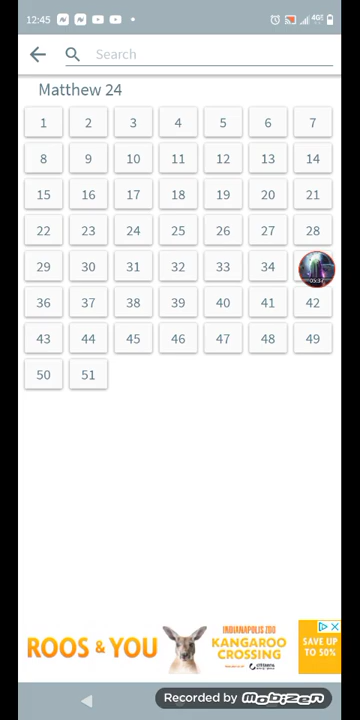 12:45
4G
Search
Matthew 24
1 2 3 4 5 6 7
8 9 10 11 12 13 14
15 16 17 18 19 20 21
22 23 24 25 26 27 28
29 30 31 32 33 34
36 37 38 39 40 41 42
43 44 45 46 47 48 49
50 51
ROOS & YOU
INDIANAPOLIS ZOO
KANGAROO
CROSSING
citizens
SAVE UP
TO 50%
Recorded by Mobizen